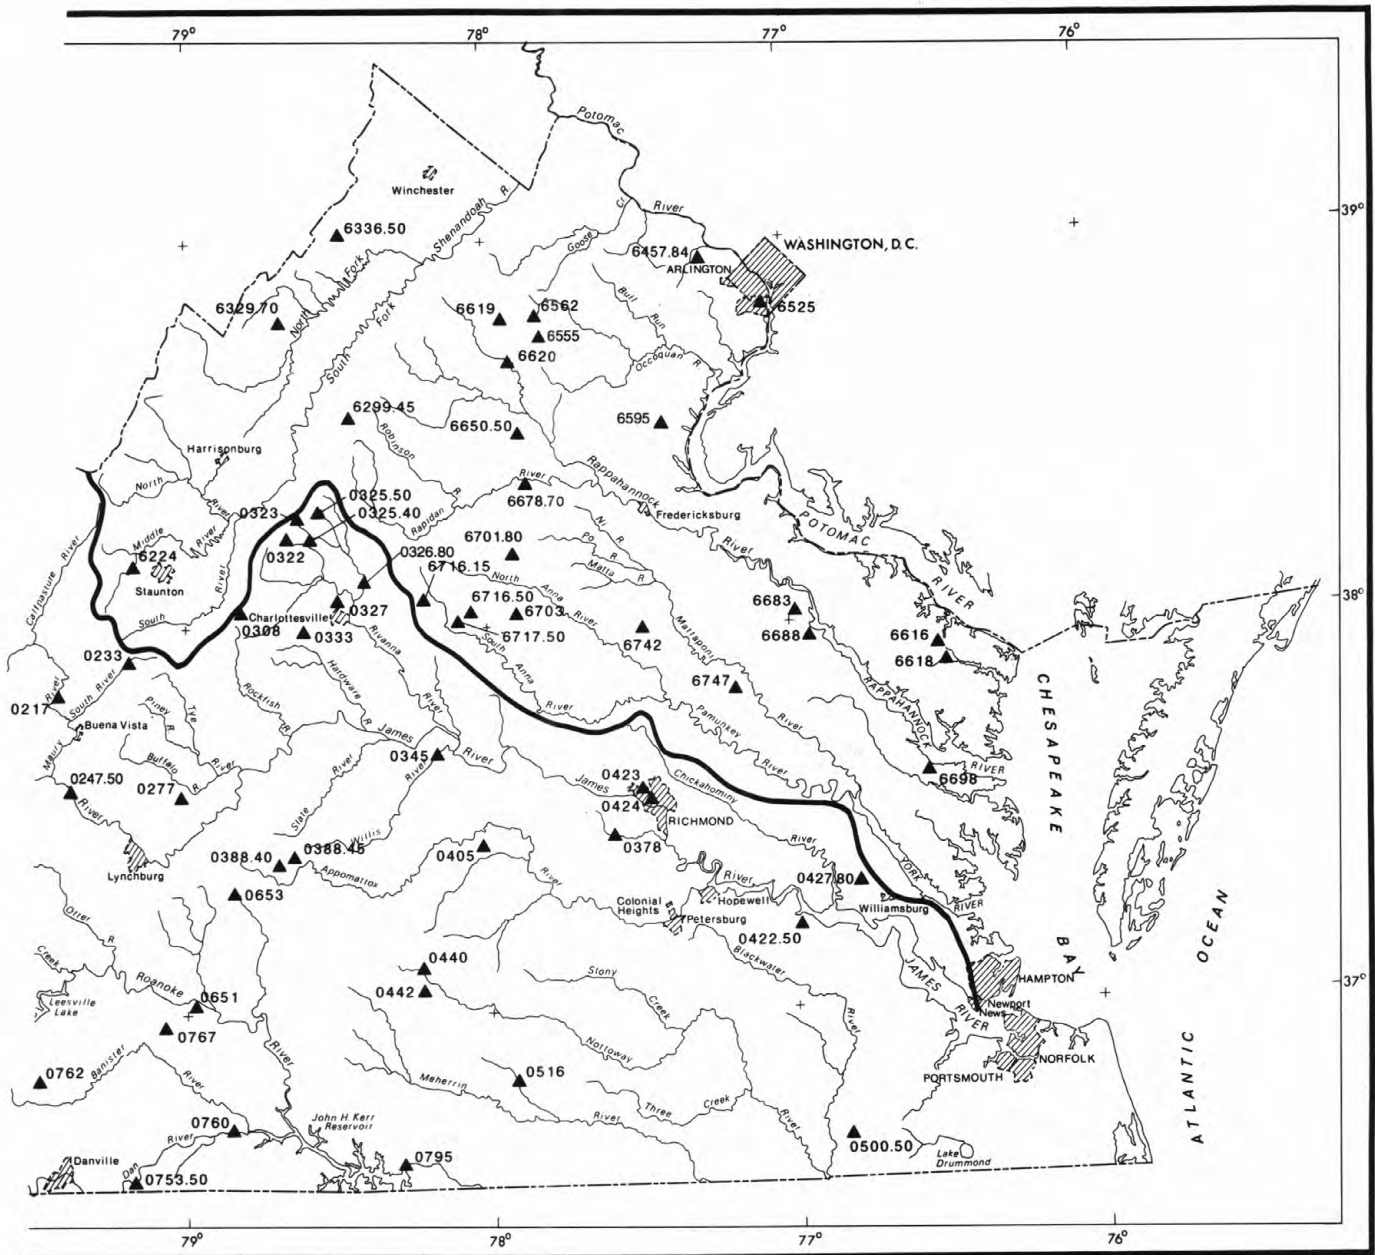 79°
78°
77°
76°
Potomac
River
Winchester
Shenandoah R.
6336.50
Goose
Cr.
39°
6457.84
ARLINGTON
WASHINGTON, D.C.
6525
Fork
North
6329.70
South
Fork
6619
6562
6555
6620
Bull
Run
Occoquan R.
6299.45
6650.50
6595
Robinson
R.
Harrisonburg
North
River
0325.50
0323
0325.40
River
Rappahannock
6678.70
Rapidan
Fredericksburg
POTOMAC
RIVER
Middle
River
6224
Staunton
0322
0326.80
6716.15
6701.80
Ni R.
Po R.
Matta R.
River
North
Anna
River
Calfpasture River
South
River
Charlottesville
0308
0327
0333
6716.50
6703
6717.50
6742
6683
6688
6616
6618
38°
0233
0217
River
South River
Buena Vista
Maury
Rockfish
R.
Hardware
R.
Rivanna
River
South
Anna
River
Mattaponi
River
6747
Pamunkey
River
RAPPAHANNOCK
RIVER
6698
CHESAPEAKE
BAY
Piney
R.
Tye
River
Buffalo
R.
0247.50
River
0277
James
River
0345
Slate
River
Willis
River
James
0423
0424
RICHMOND
Chickahominy
River
0378
Lynchburg
0388.40
0388.45
0405
Appomattox
River
River
0427.80
YORK
RIVER
0653
Colonial
Heights
Hopewell
Petersburg
0422.50
Williamsburg
Otter
R.
Creek
Roanoke
Leesville
Lake
0651
0767
0440
0442
Stony
Creek
Blackwater
River
JAMES
RIVER
HAMPTON
Newport
News
37°
ATLANTIC
OCEAN
0762
Banister
River
River
Nottoway
Meherrin
River
0516
Three
Creek
River
PORTSMOUTH
NORFOLK
0760
John H Kerr
Reservoir
River
Dan
Danville
0753.50
0795
0500.50
Lake
Drummond
79°
78°
77°
76°